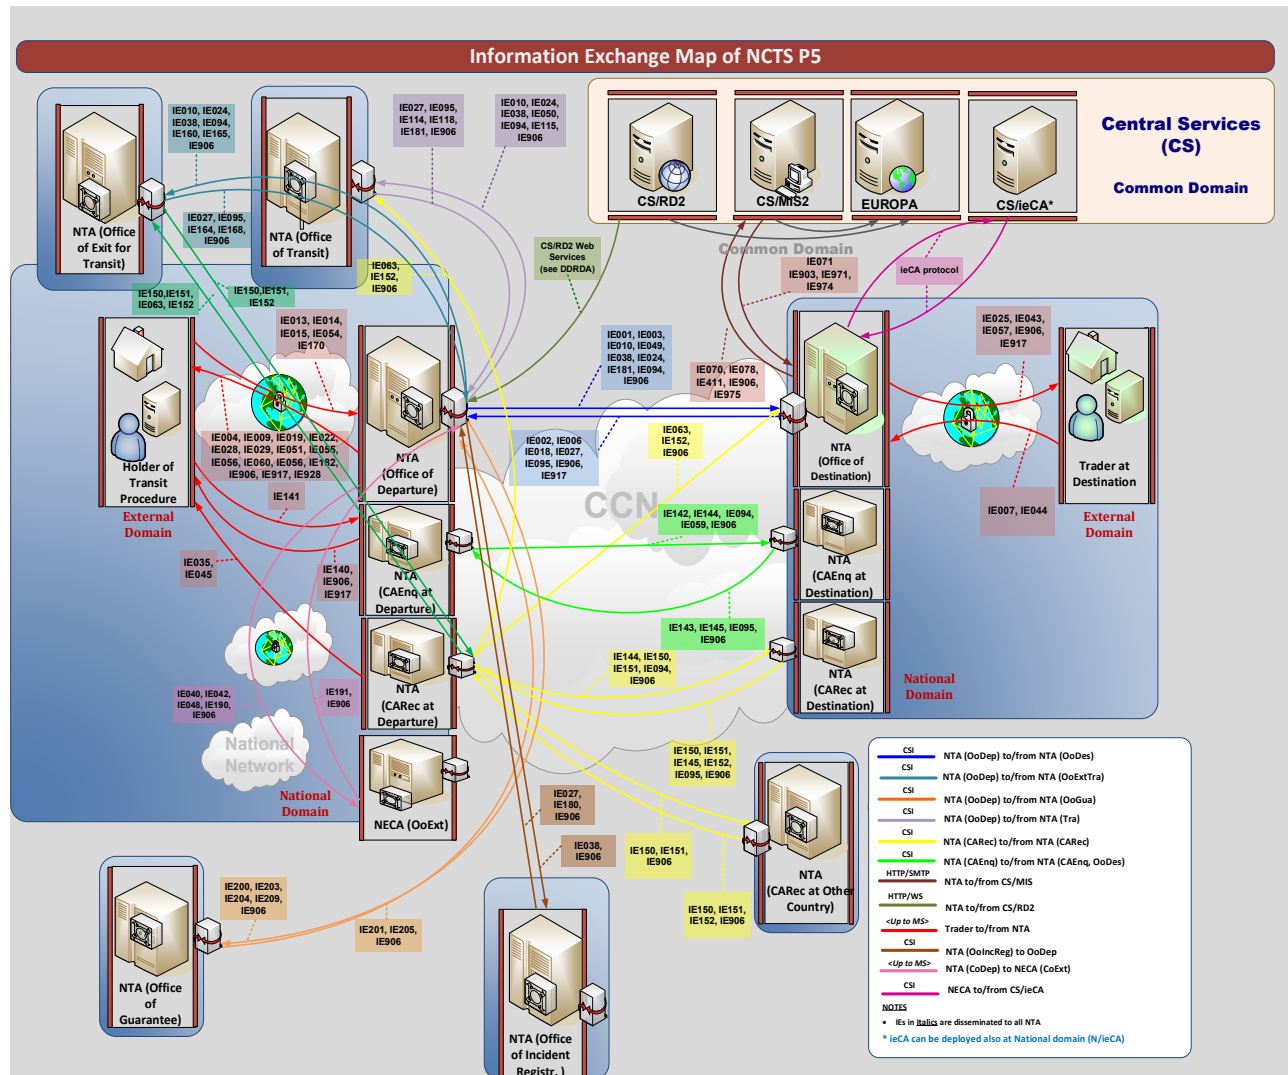 Information Exchange Map of NCTS P5
IE010, IE024,
IE038, IE094,
IE160, IE165,
IE906
IE027, IE095,
IE114, IE118,
IE181, IE906
IE010, IE024,
IE038, IE050,
IE094, IE115,
IE906
CS/RD2
CS/MIS2
EUROPA
CS/ieCA*
Central Services
(CS)
Common Domain
NTA (Office
of Exit for
Transit)
IE027, IE095,
IE164, IE168,
IE906
NTA (Office
of Transit)
IE063,
IE152,
IE906
CS/RD2 Web
Services
(see DDRDA)
Common Domain
IE071
IE903, IE971,
IE974
ieCA protocol
IE150,IE151,
IE063, IE152
IE150,IE151,
IE152
IE013, IE014,
IE015, IE054,
IE170
IE001, IE003,
IE010, IE049,
IE038, IE024,
IE181, IE094,
IE906
IE070, IE078,
IE411, IE906,
IE975
IE025, IE043,
IE057, IE906,
IE917
IE004, IE009, IE019, IE022,
IE028, IE029, IE051, IE055,
IE056, IE060, IE056, IE182,
IE906, IE917, IE928
Holder of
Transit
Procedure
External
Domain
IE141
NTA
(Office of
Departure)
IE002, IE006
IE018, IE027,
IE095, IE906,
IE917
IE063,
IE152,
IE906
CCN
NTA
(Office of
Destination)
Trader at
Destination
IE007, IE044
External
Domain
IE142, IE144, IE094,
IE059, IE906
IE035,
IE045
IE140,
IE906,
IE917
NTA
(CAEnq at
Departure)
NTA
(CAEnq at
Destination)
IE143, IE145, IE095,
IE906
IE144, IE150,
IE151, IE094,
IE906
IE040, IE042,
IE048, IE190,
IE906
IE191,
IE906
NTA
(CARec at
Departure)
NTA
(CARec at
Destination)
National
Domain
National
Network
National
Domain
NECA (OoExt)
IE150, IE151,
IE145, IE152,
IE095, IE906
IE027,
IE180,
IE906
IE038,
IE906
IE150, IE151,
IE906
IE150, IE151,
IE152, IE906
NTA
(CARec at Other
Country)
IE200, IE203,
IE204, IE209,
IE906
IE201, IE205,
IE906
NTA (Office
of
Guarantee)
NTA (Office
of Incident
Registr. )
CSI NTA (OoDep) to/from NTA (OoDes)
CSI NTA (OoDep) to/from NTA (OoExtTra)
CSI NTA (OoDep) to/from NTA (OoGua)
CSI NTA (OoDep) to/from NTA (Tra)
CSI NTA (CARec) to/from NTA (CARec)
CSI NTA (CAEnq) to/from NTA (CAEnq, OoDes)
HTTP/SMTP NTA to/from CS/MIS
HTTP/WS NTA to/from CS/RD2
<Up to MS> Trader to/from NTA
CSI NTA (OoIncReg) to OoDep
<Up to MS> NTA (CoDep) to NECA (CoExt)
CSI NECA to/from CS/ieCA
NOTES
• IEs in Italics are disseminated to all NTA
* ieCA can be deployed also at National domain (N/ieCA)